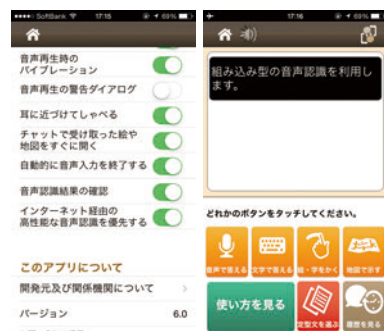 SoftBank 17:15 69%
音声再生時の
バイブレーション
音声再生の警告ダイアログ
耳に近づけてしゃべる
チャットで受け取った絵や
地図をすぐに開く
自動的に音声入力を終了する
音声認識結果の確認
インターネット経由の
高性能な音声認識を優先する
このアプリについて
開発元及び関係機関について
バージョン 6.0
17:16 69%
組み込み型の音声認識を利用し
ます。
どれかのボタンをタッチしてください。
音声で答える 文字で答える 絵・字をかく 地図で示す
使い方を見る
定型文を選ぶ 履歴を見る